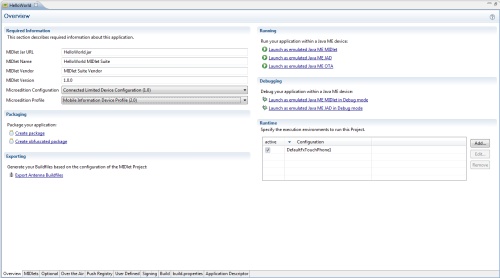 HelloWorld
Overview
Required Information
This section describes required information about this application.
MIDlet Jar URL HelloWorld.jar
MIDlet Name HelloWorld MIDlet Suite
MIDlet Vendor MIDlet Suite Vendor
MIDlet Version 1.0.0
Microedition Configuration Connected Limited Device Configuration (1.0)
Microedition Profile Mobile Information Device Profile (2.0)
Packaging
Package your application:
Create package
Create obfuscated package
Exporting
Generate your Buildfiles based on the configuration of the MIDlet Project:
Export Antenna Buildfiles
Running
Run your application within a Java ME device:
Launch as emulated Java ME MIDlet
Launch as emulated Java ME JAD
Launch as emulated Java ME OTA
Debugging
Debug your application within a Java ME device:
Launch as emulated Java ME MIDlet in Debug mode
Launch as emulated Java ME JAD in Debug mode
Runtime
Specify the execution environments to run this Project.
active Configuration
DefaultFxTouchPhone1
Add...
Edit...
Remove
Overview MIDlets Optional Over the Air Push Registry User Defined Signing Build build.properties Application Descriptor